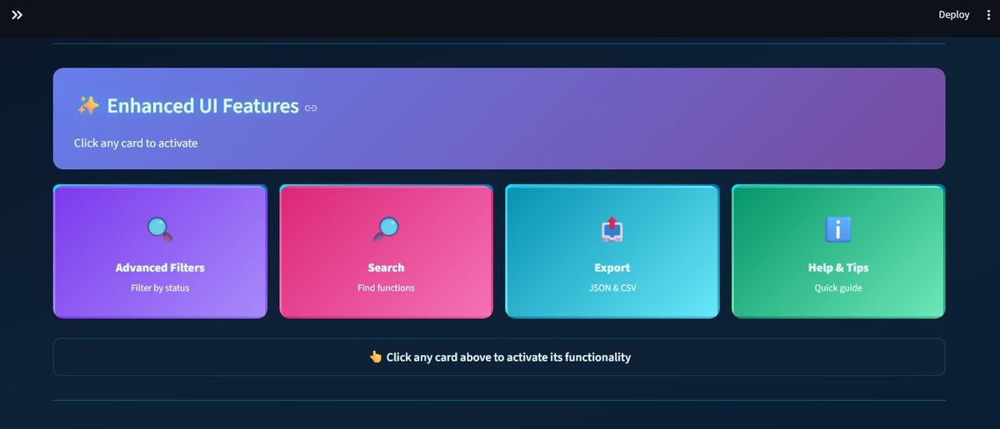 Deploy
✨ Enhanced UI Features
Click any card to activate
Advanced Filters
Filter by status
Search
Find functions
Export
JSON & CSV
Help & Tips
Quick guide
👆 Click any card above to activate its functionality